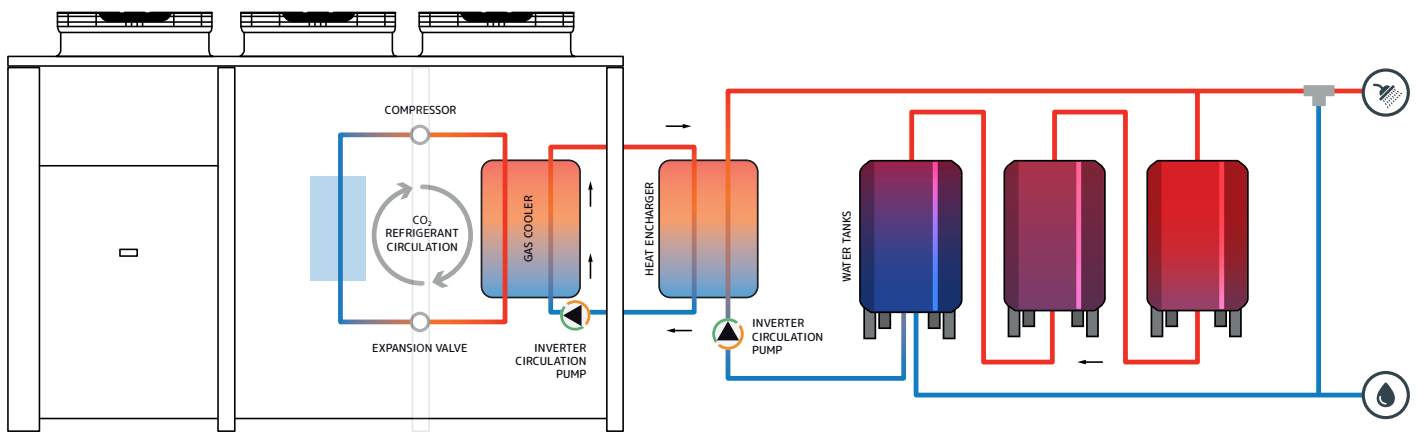 COMPRESSOR
CO₂
REFRIGERANT
CIRCULATION
EXPANSION VALVE
GAS COOLER
INVERTER
CIRCULATION
PUMP
HEAT ENCHARGER
INVERTER
CIRCULATION
PUMP
WATER TANKS